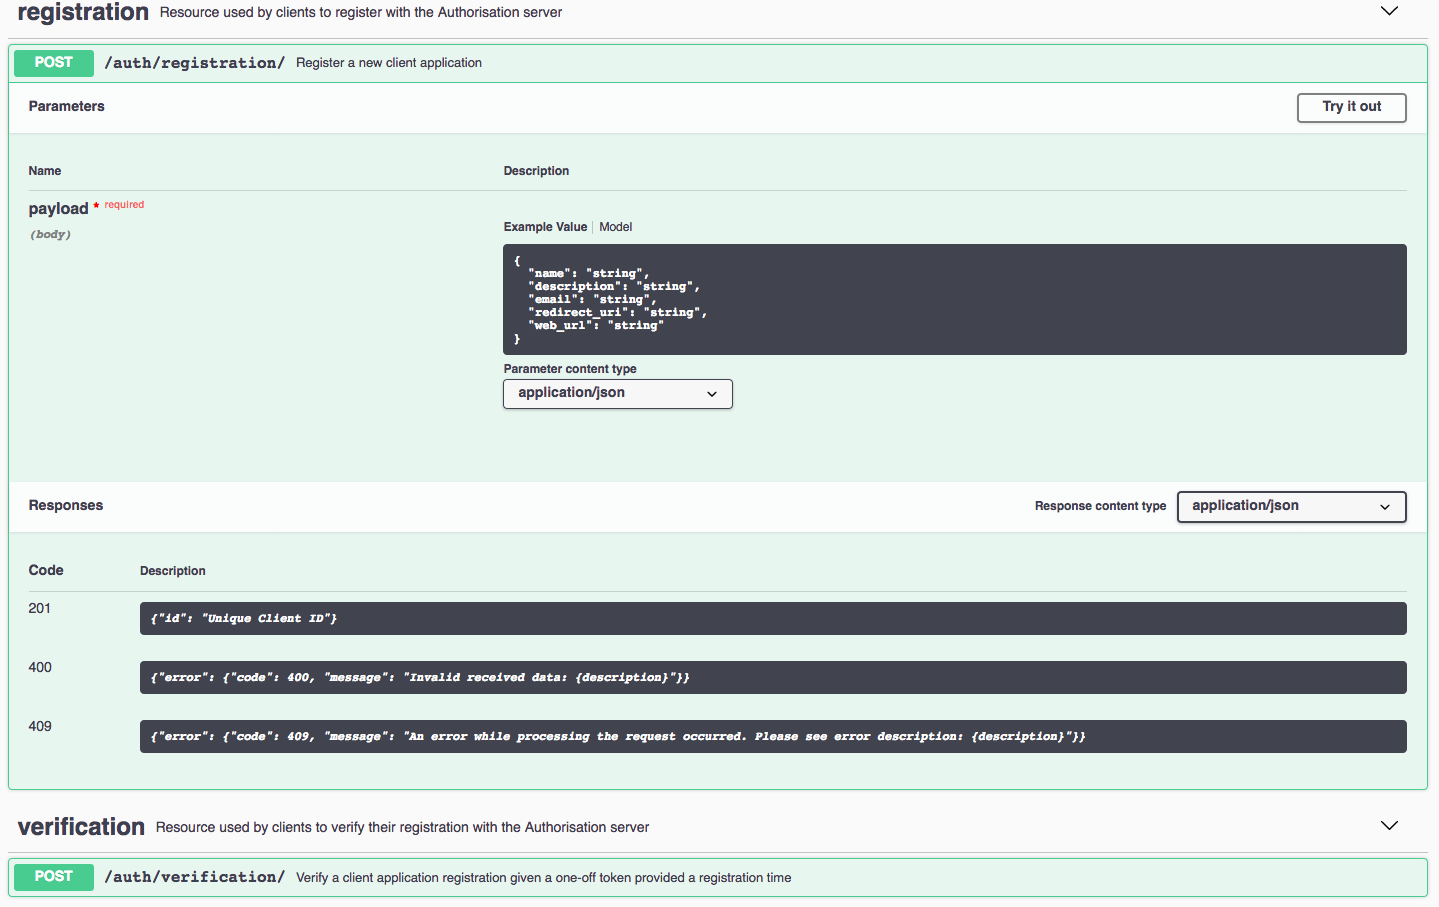 registration Resource used by clients to register with the Authorisation server
POST /auth/registration/ Register a new client application
Parameters Try it out
Name Description
payload * required
(body)
Example Value Model
{
"name": "string",
"description": "string",
"email": "string",
"redirect_uri": "string",
"web_url": "string"
}
Parameter content type
application/json
Responses Response content type application/json
Code Description
201 {"id": "Unique Client ID"}
400 {"error": {"code": 400, "message": "Invalid received data: {description}"}}
409 {"error": {"code": 409, "message": "An error while processing the request occurred. Please see error description: {description}"}}
verification Resource used by clients to verify their registration with the Authorisation server
POST /auth/verification/ Verify a client application registration given a one-off token provided a registration time